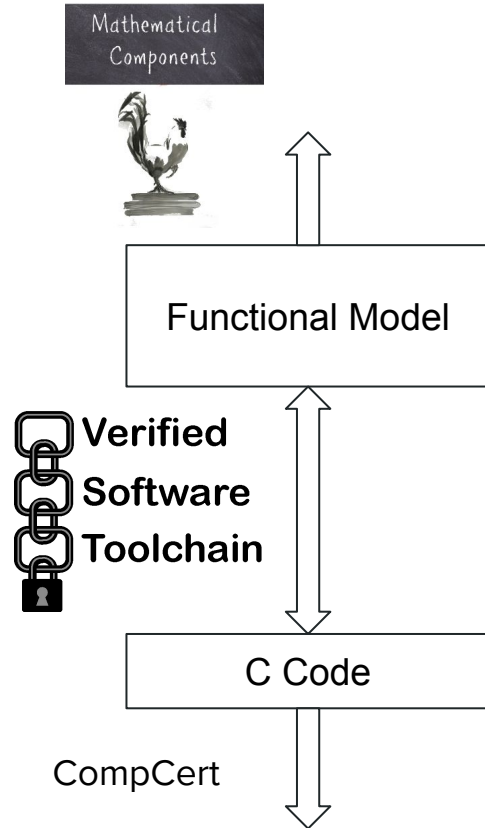 Mathematical
Components
Functional Model
Verified
Software
Toolchain
C Code
CompCert